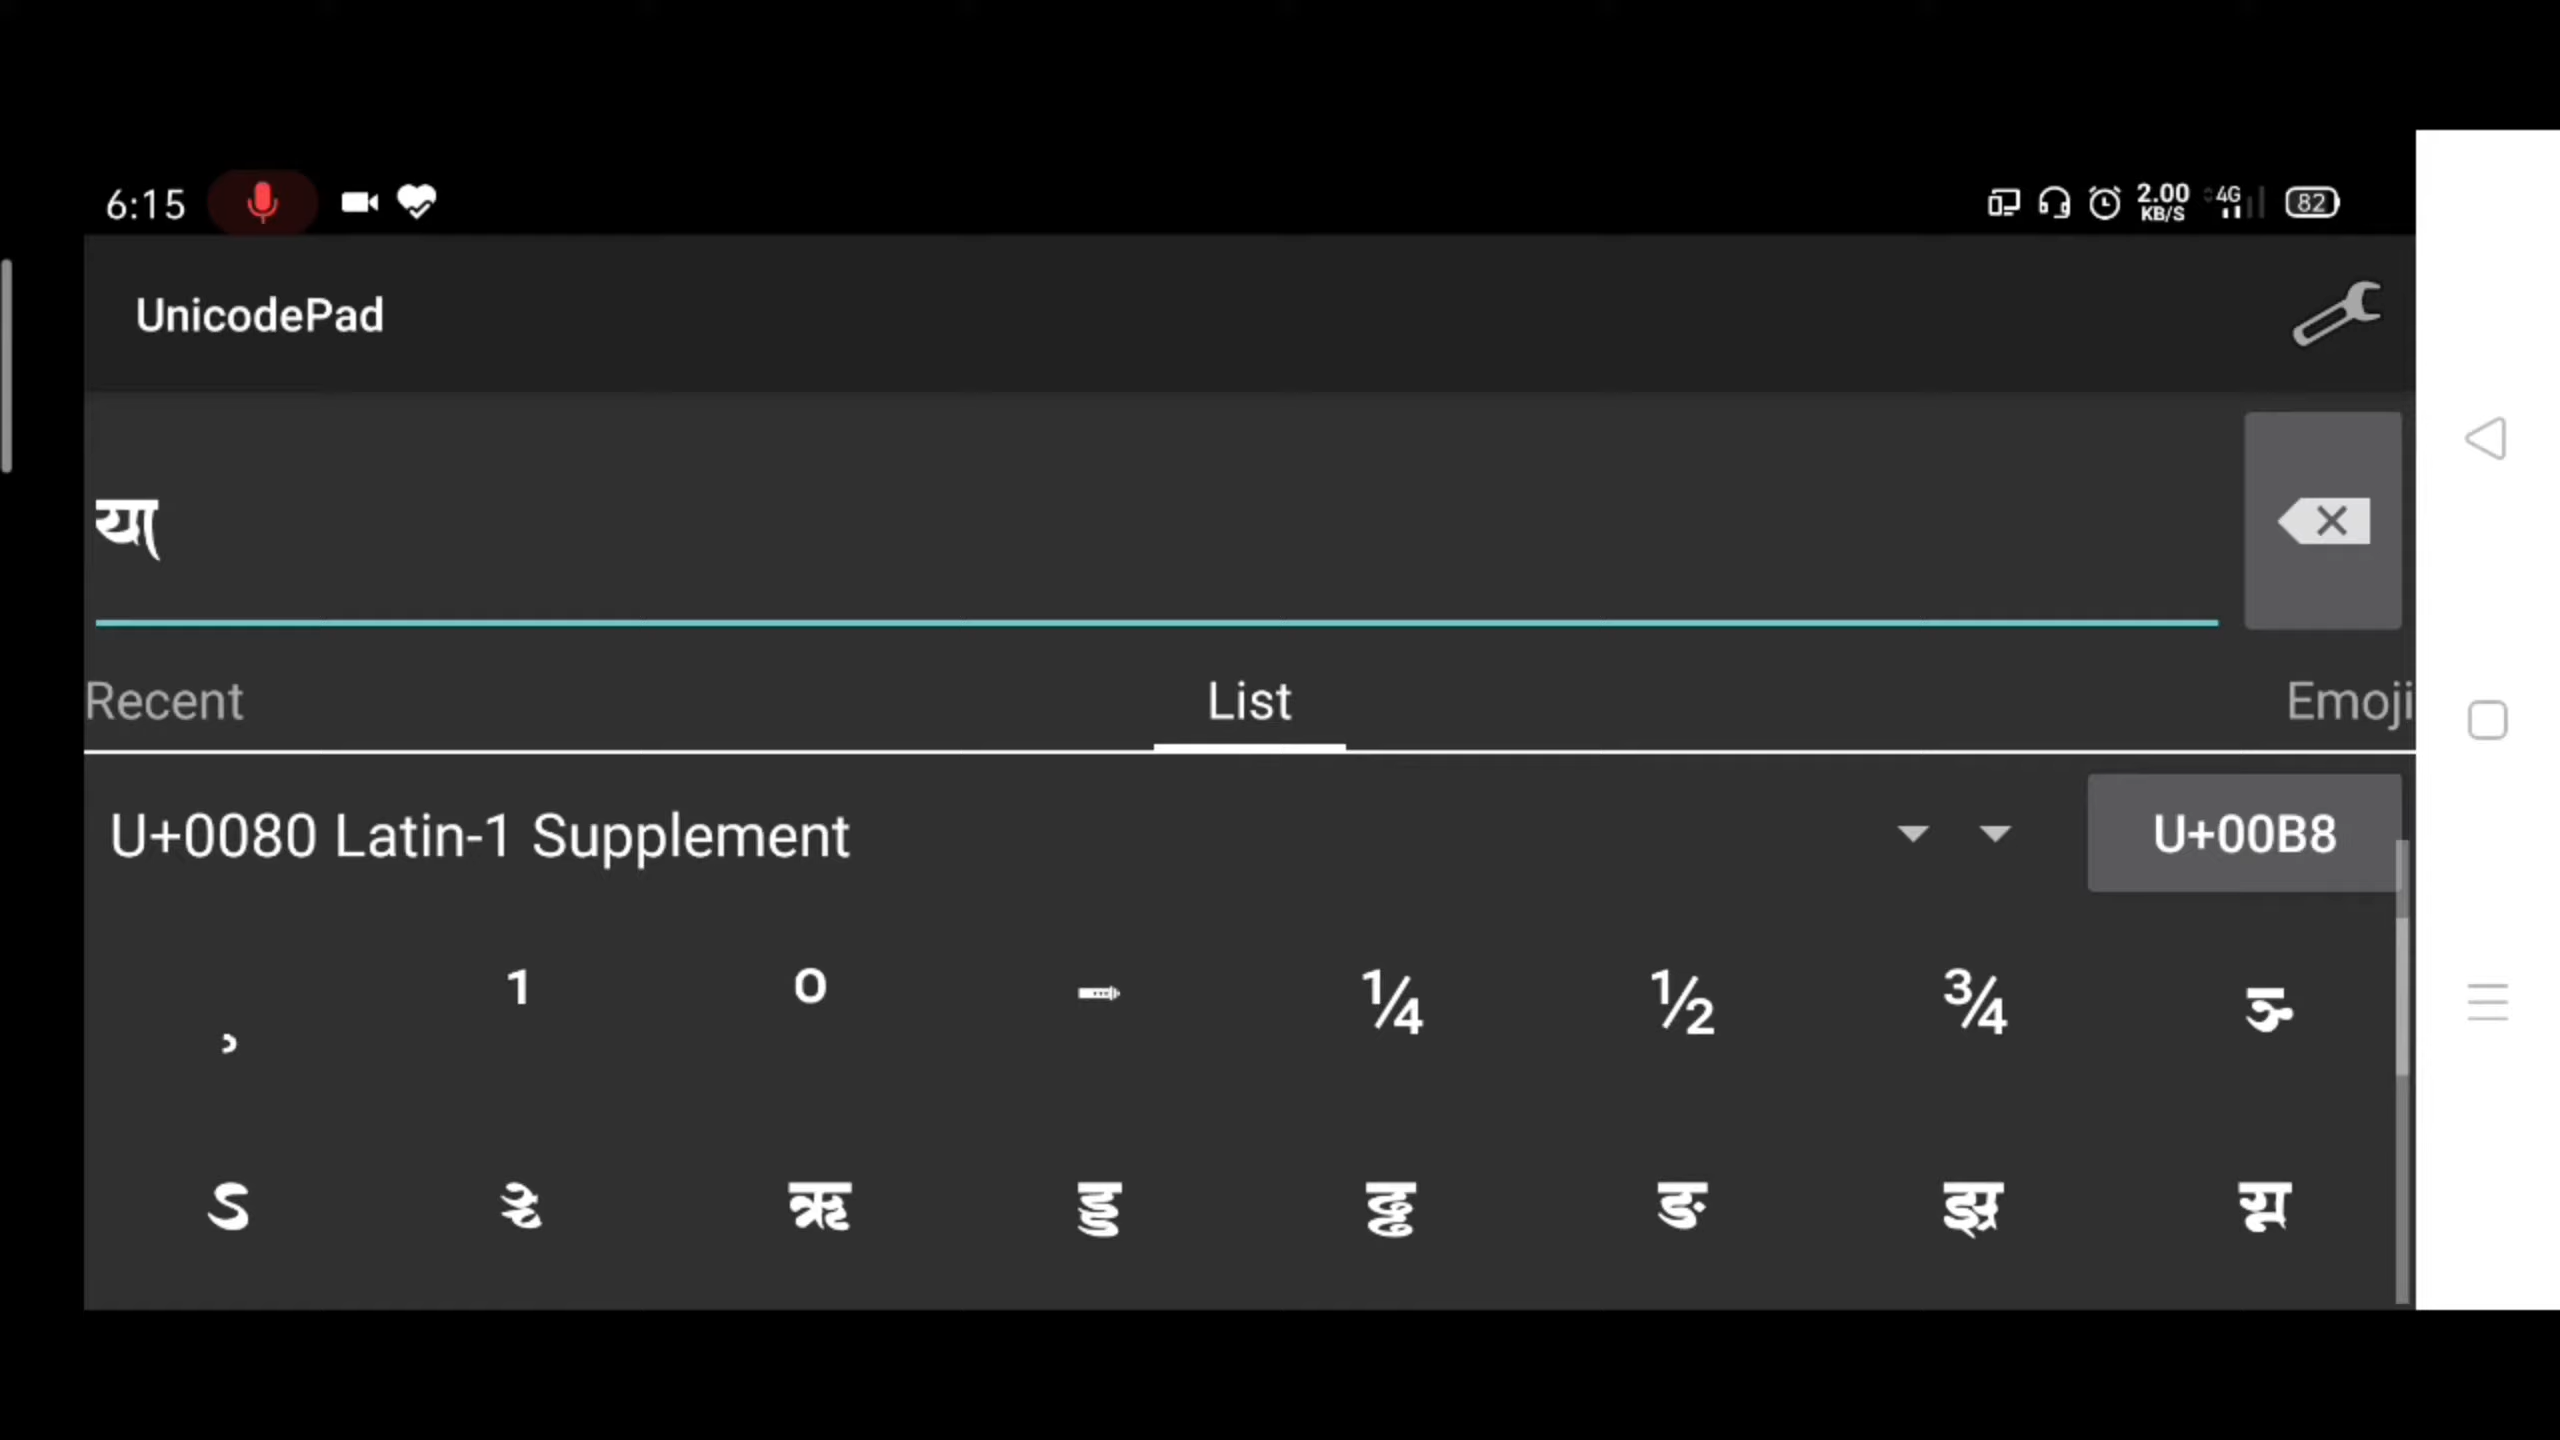 6:15 2.00 KB/S 4G 82
UnicodePad
या(
Recent List Emoji
U+0080 Latin-1 Supplement U+00B8
¸ ¹ º ¼ ½ ¾ ऊ
ऽ ऋ ड्ड ढ्ढ ङ झ